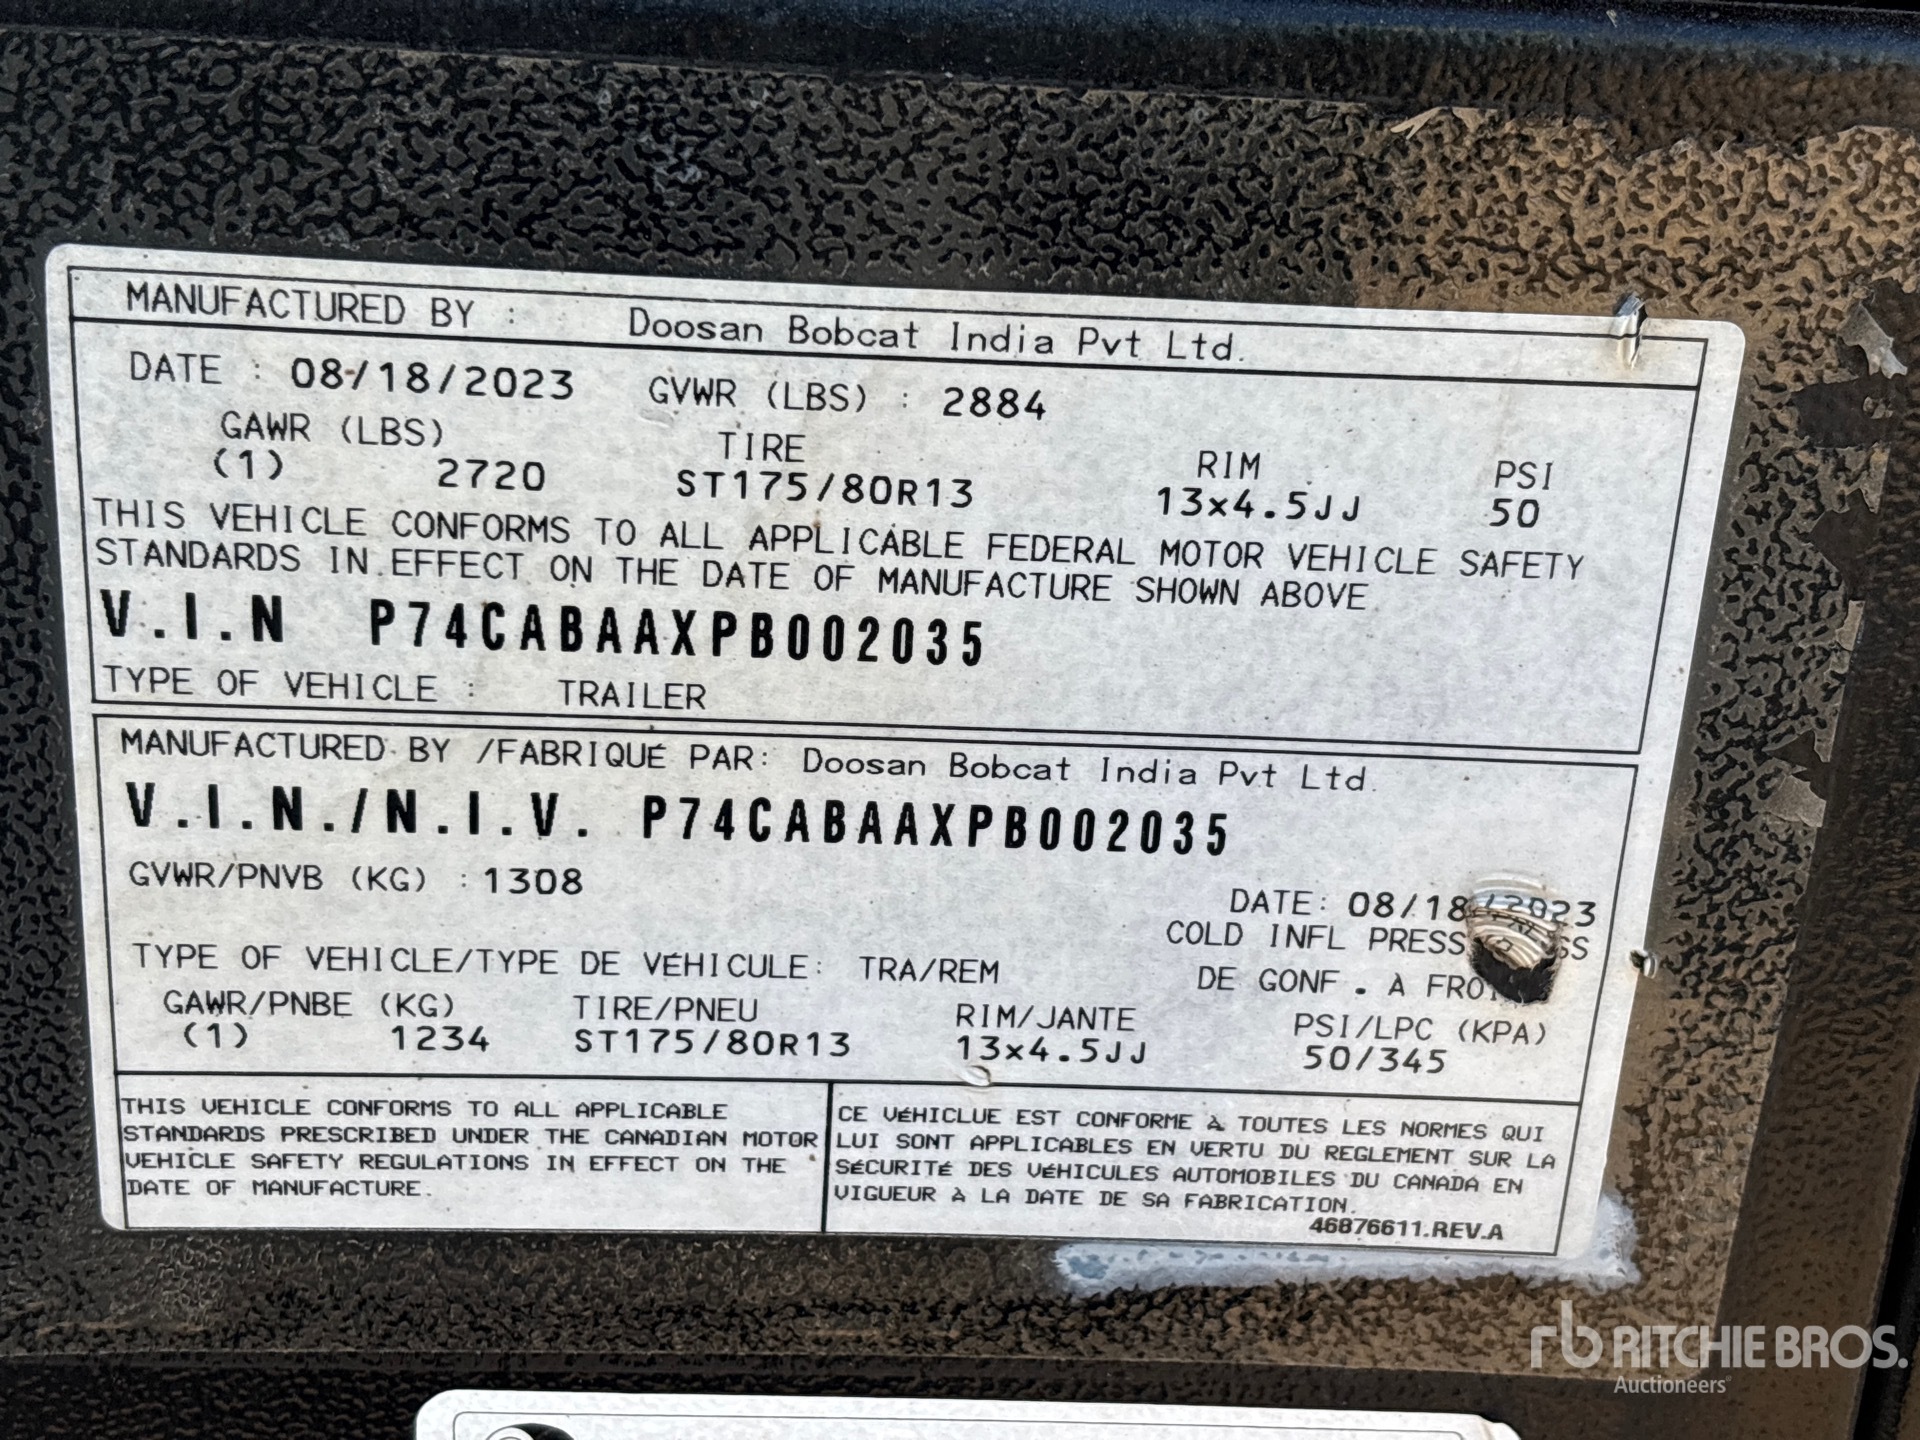 MANUFACTURED BY : Doosan Bobcat India Pvt Ltd.
DATE : 08/18/2023 GVWR (LBS) : 2884
GAWR (LBS) TIRE RIM PSI
(1) 2720 ST175/80R13 13x4.5JJ 50
THIS VEHICLE CONFORMS TO ALL APPLICABLE FEDERAL MOTOR VEHICLE SAFETY
STANDARDS IN EFFECT ON THE DATE OF MANUFACTURE SHOWN ABOVE
V.I.N P74CABAAXPB002035
TYPE OF VEHICLE : TRAILER
MANUFACTURED BY /FABRIQUÉ PAR: Doosan Bobcat India Pvt Ltd.
V.I.N./N.I.V. P74CABAAXPB002035
GVWR/PNVB (KG) :1308
DATE: 08/18/2023
COLD INFL PRESS
TYPE OF VEHICLE/TYPE DE VÉHICULE: TRA/REM DE GONF . À
GAWR/PNBE (KG) TIRE/PNEU RIM/JANTE PSI/LPC (KPA)
(1) 1234 ST175/80R13 13x4.5JJ 50/345
THIS VEHICLE CONFORMS TO ALL APPLICABLE
STANDARDS PRESCRIBED UNDER THE CANADIAN MOTOR
VEHICLE SAFETY REGULATIONS IN EFFECT ON THE
DATE OF MANUFACTURE.
CE VÉHICLUE EST CONFORME À TOUTES LES NORMES QUI
LUI SONT APPLICABLES EN VERTU DU REGLEMENT SUR LA
SÉCURITÉ DES VÉHICULES AUTOMOBILES DU CANADA EN
VIGUEUR À LA DATE DE SA FABRICATION.
46876611.REV.A
rb RITCHIE BROS.
Auctioneers